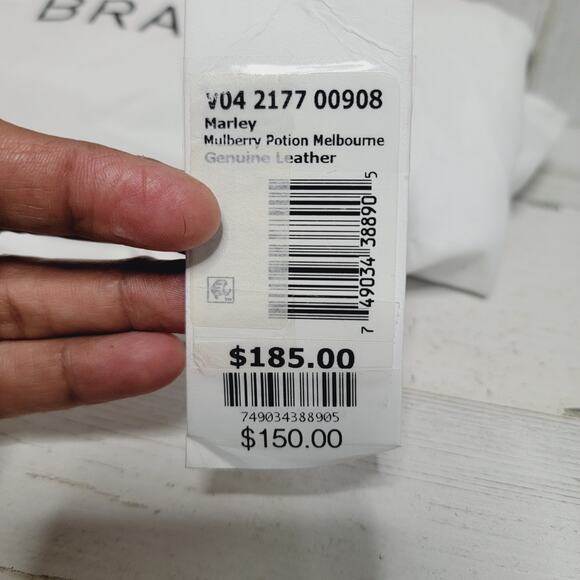 BRA
V04 2177 00908
Marley
Mulberry Potion Melbourne
Genuine Leather
7 49034 38890 5
$185.00
749034388905
$150.00